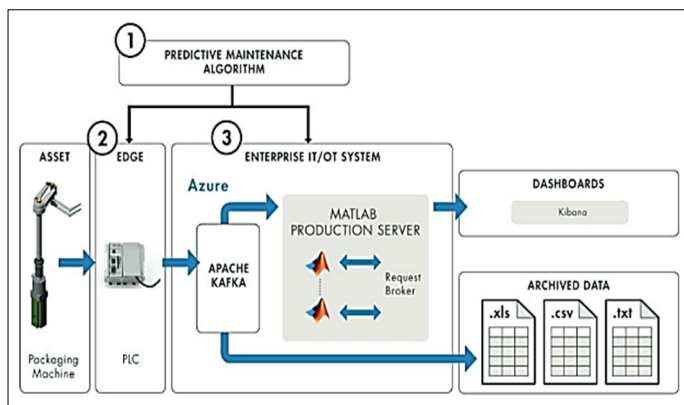 1
PREDICTIVE MAINTENANCE
ALGORITHM
2
3
ASSET
EDGE
ENTERPRISE IT/OT SYSTEM
Azure
MATLAB
PRODUCTION SERVER
APACHE
KAFKA
Request
Broker
Packaging
Machine
PLC
DASHBOARDS
Kibana
ARCHIVED DATA
.xls
.csv
.txt